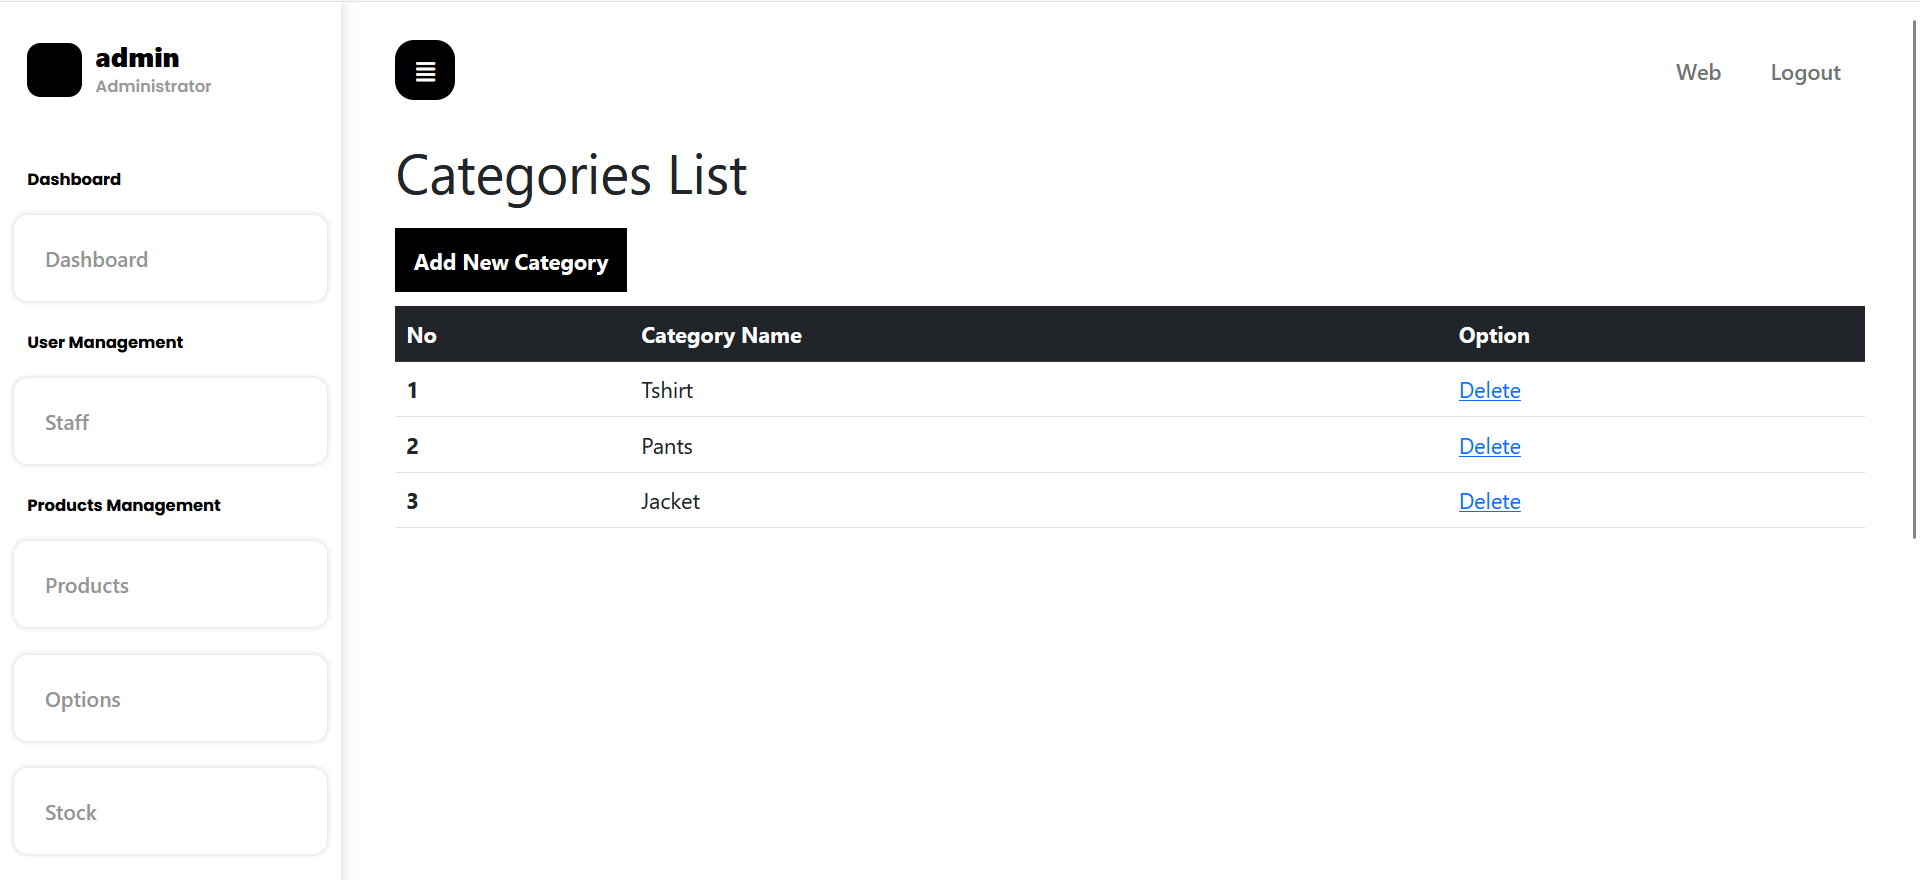 admin
Administrator
Dashboard
Dashboard
User Management
Staff
Products Management
Products
Options
Stock
Web Logout
Categories List
Add New Category
No Category Name Option
1 Tshirt Delete
2 Pants Delete
3 Jacket Delete